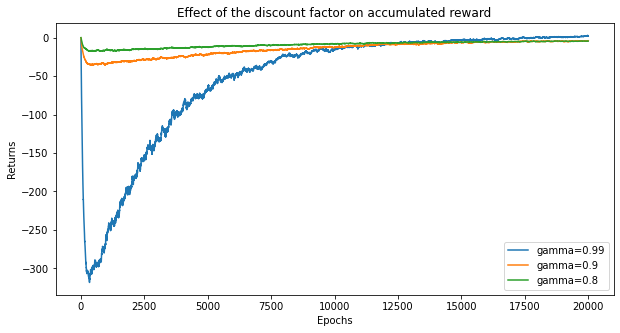 Effect of the discount factor on accumulated reward
Returns
0
−50
−100
−150
−200
−250
−300
0 2500 5000 7500 10000 12500 15000 17500 20000
Epochs
gamma=0.99
gamma=0.9
gamma=0.8